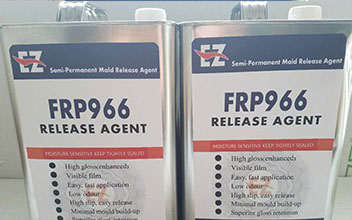 EZ Semi-Permanent Mold Release Agent
FRP966
RELEASE AGENT
MOISTURE SENSITIVE KEEP TIGHTLY SEALED
High gloss(enhanced)
Visible film
Easy, fast application
Low odour
High slip, easy release
Minimal mould build-up
Superior gloss retention
EZ Semi-Permanent Mold Release Agent
FRP966
RELEASE AGENT
MOISTURE SENSITIVE KEEP TIGHTLY SEALED
High gloss(enhanced)
Visible film
Easy, fast application
Low odour
High slip, easy release
Minimal mould build-up
Superior gloss retention